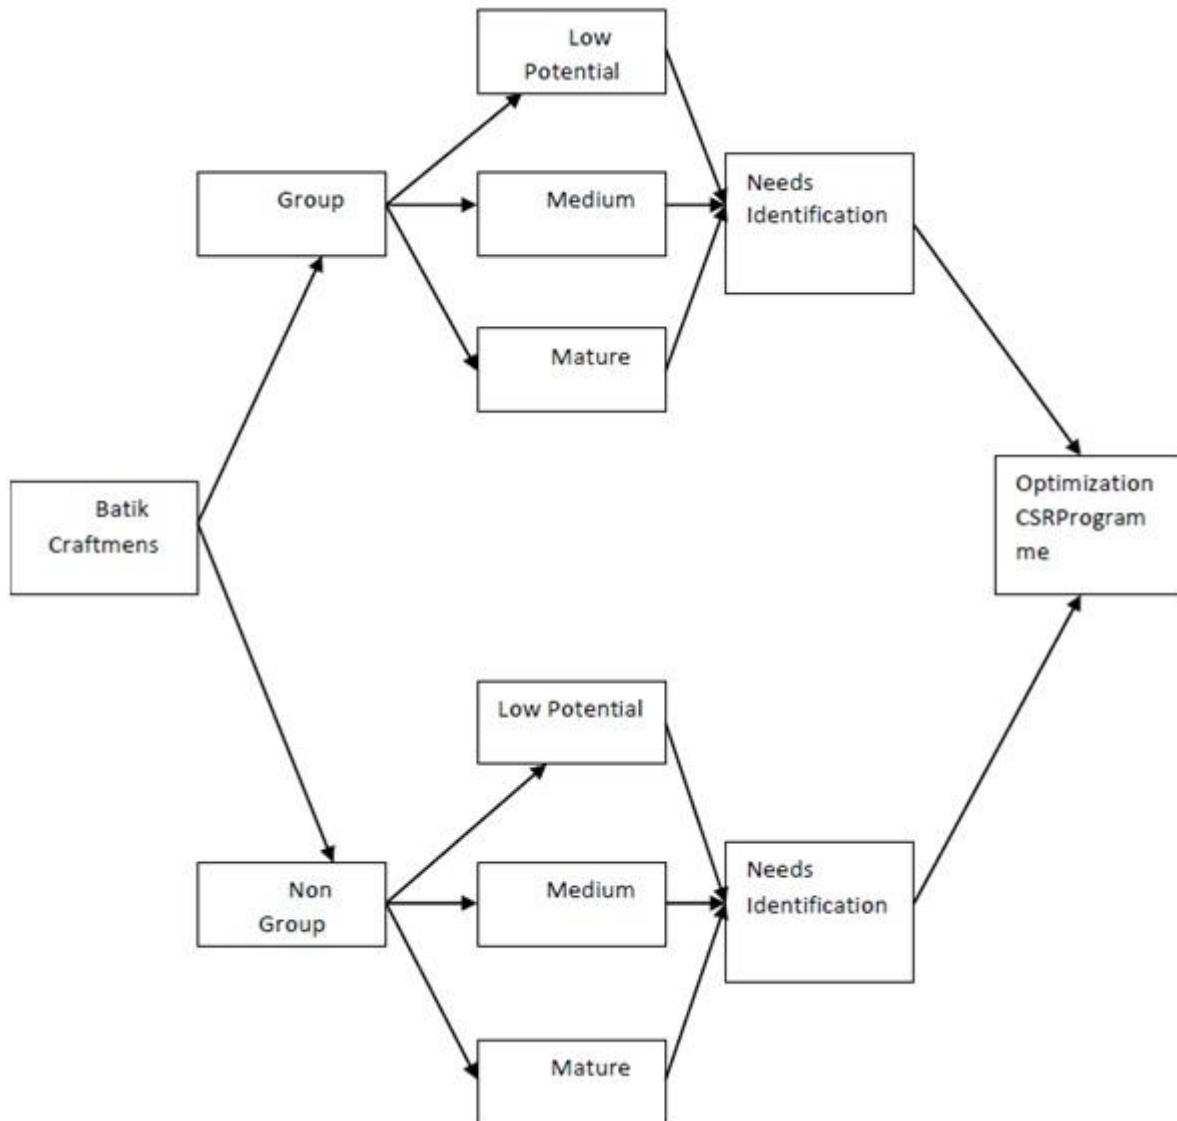 Low
Potential
Group
Medium
Needs
Identification
Mature
Batik
Craftmens
Optimization
CSRProgram
me
Low Potential
Non
Group
Medium
Needs
Identification
Mature